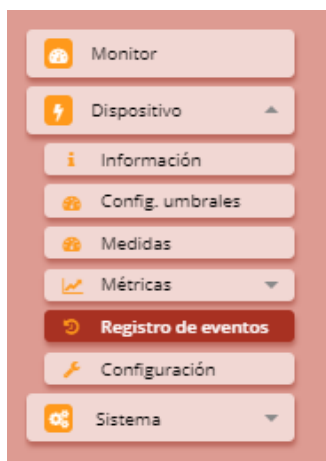 Monitor
Dispositivo
Información
Config. umbrales
Medidas
Métricas
Registro de eventos
Configuración
Sistema